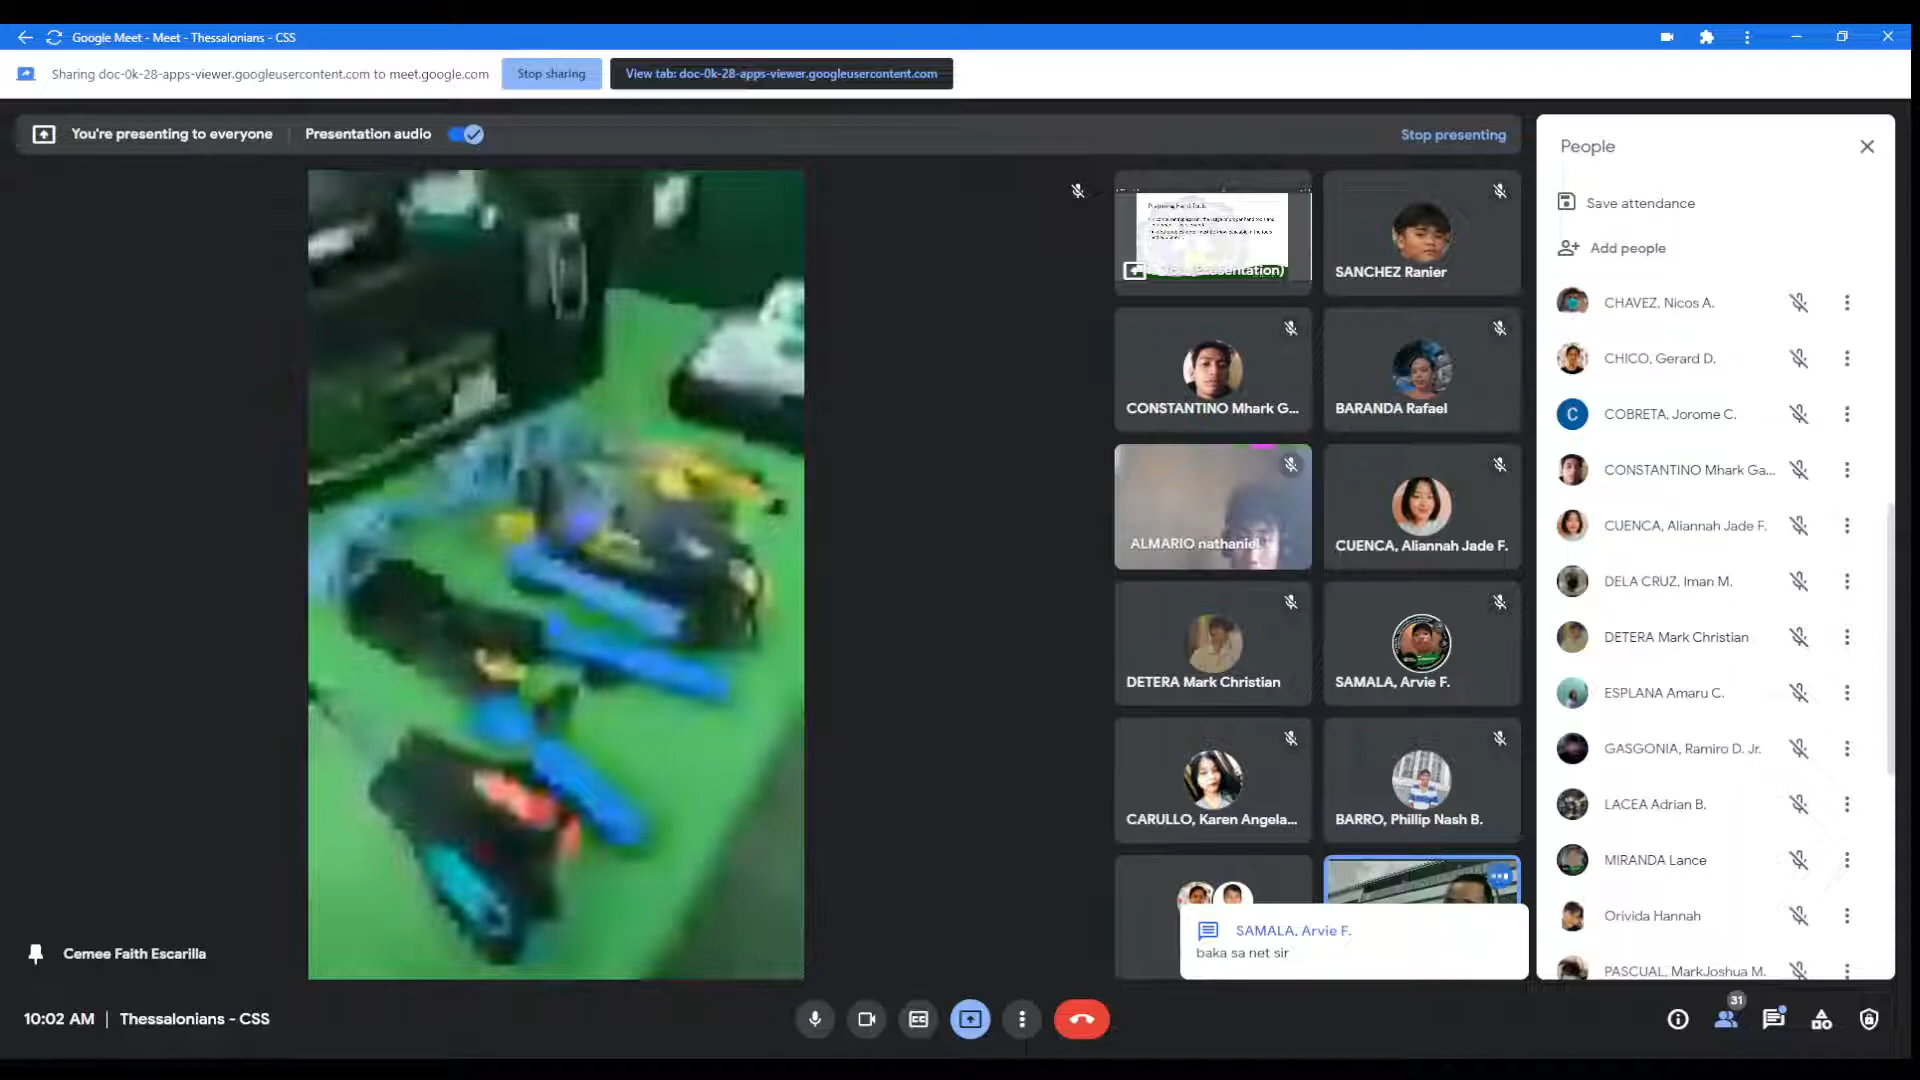 Google Meet - Meet - Thessalonians - CSS
Sharing doc-0k-28-apps-viewer.googleusercontent.com to meet.google.com
Stop sharing
View tab: doc-0k-28-apps-viewer.googleusercontent.com
You're presenting to everyone
Presentation audio
Stop presenting
Presentation)
SANCHEZ Ranier
CONSTANTINO Mhark G...
BARANDA Rafael
ALMARIO nathaniel
CUENCA, Aliannah Jade F.
DETERA Mark Christian
SAMALA, Arvie F.
CARULLO, Karen Angela...
BARRO, Phillip Nash B.
SAMALA, Arvie F.
baka sa net sir
Cemee Faith Escarilla
People
Save attendance
Add people
CHAVEZ, Nicos A.
CHICO, Gerard D.
C
COBRETA, Jorome C.
CONSTANTINO Mhark Ga...
CUENCA, Aliannah Jade F.
DELA CRUZ, Iman M.
DETERA Mark Christian
ESPLANA Amaru C.
GASGONIA, Ramiro D. Jr.
LACEA Adrian B.
MIRANDA Lance
Orivida Hannah
PASCUAL, MarkJoshua M.
10:02 AM
Thessalonians - CSS
31